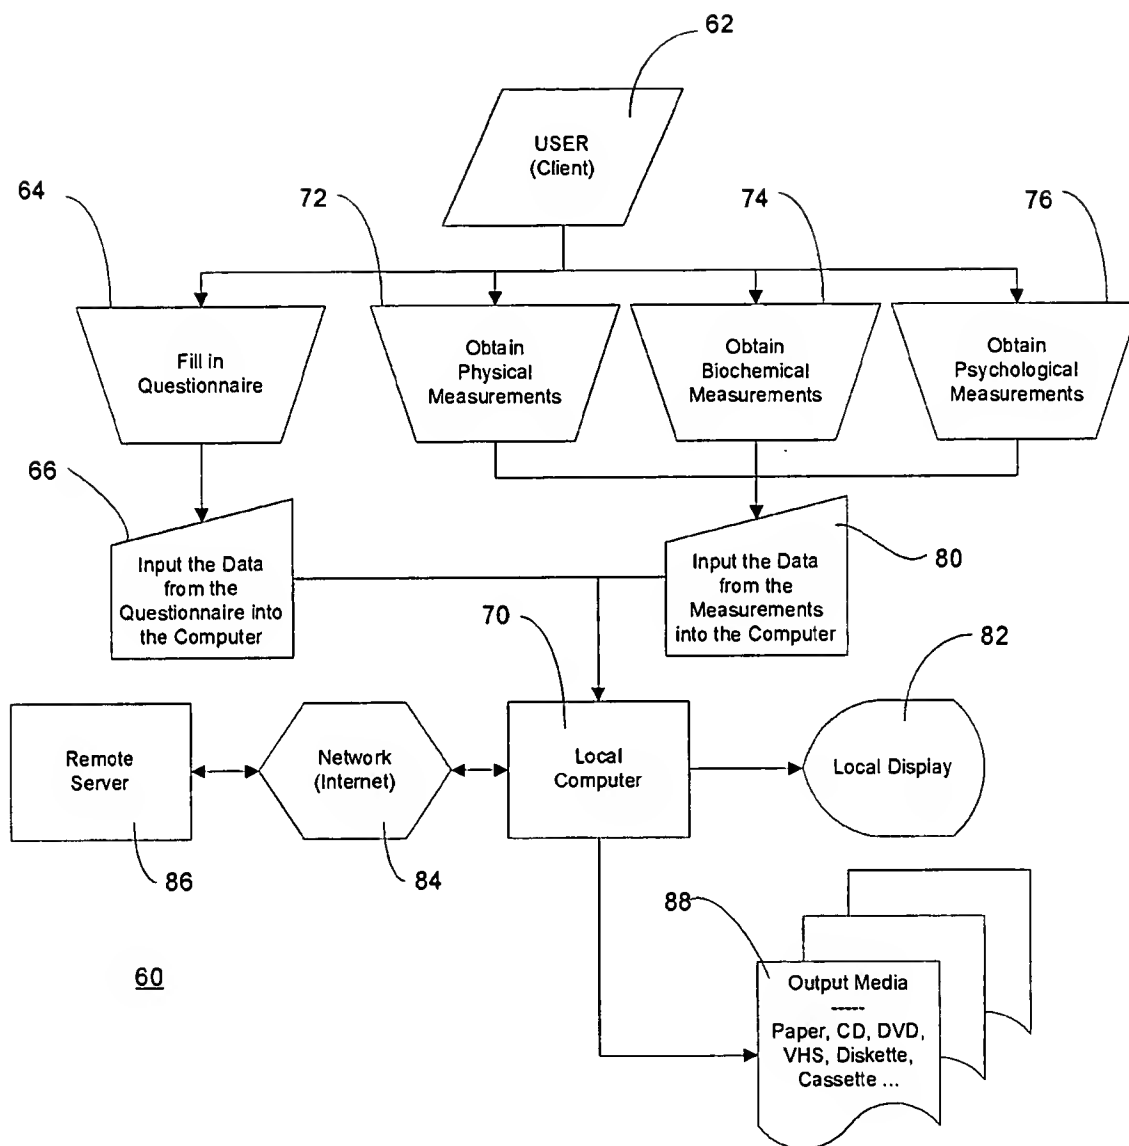 62
USER
(Client)
64
72
74
76
Fill in
Questionnaire
Obtain
Physical
Measurements
Obtain
Biochemical
Measurements
Obtain
Psychological
Measurements
66
Input the Data
from the
Questionnaire into
the Computer
80
Input the Data
from the
Measurements
into the Computer
70
82
Remote
Server
Network
(Internet)
Local
Computer
Local Display
86
84
88
60
Output Media
-----
Paper, CD, DVD,
VHS, Diskette,
Cassette ...